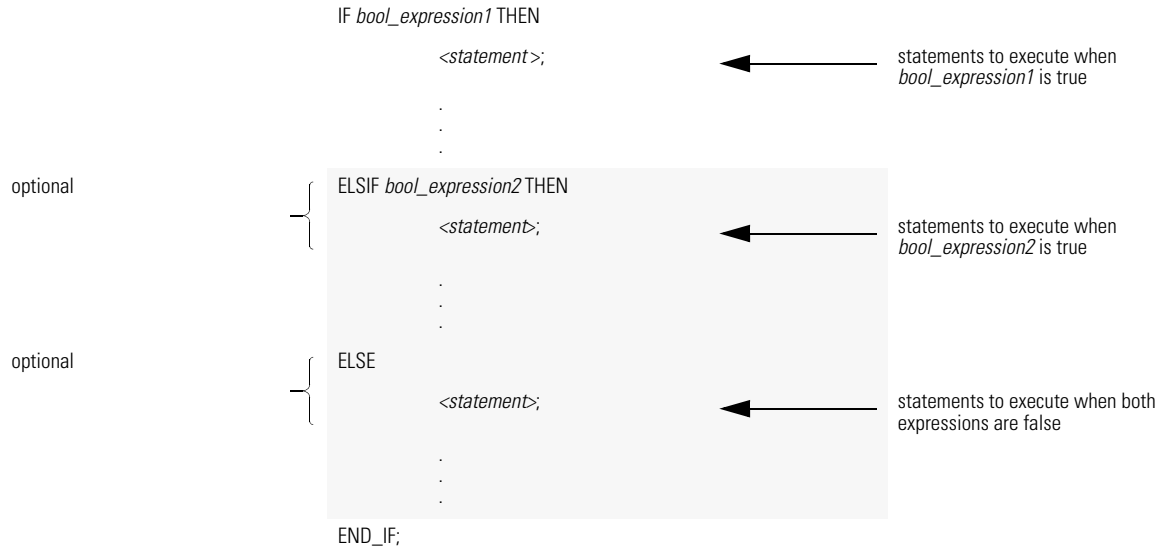 IF bool_expression1 THEN
<statement >;
statements to execute when
bool_expression1 is true
.
.
.
optional
ELSIF bool_expression2 THEN
<statement>;
statements to execute when
bool_expression2 is true
.
.
.
optional
ELSE
<statement>;
statements to execute when both
expressions are false
.
.
.
END_IF;